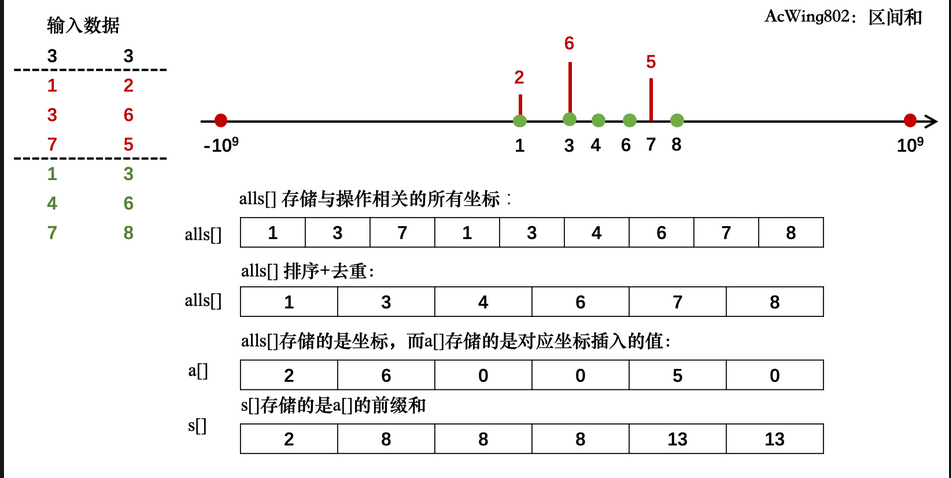 AcWing802：区间和
输入数据
3 3
1 2
3 6
7 5
1 3
4 6
7 8
2 6 5
-10⁹ 1 3 4 6 7 8 10⁹
alls[] 存储与操作相关的所有坐标：
alls[] 1 3 7 1 3 4 6 7 8
alls[] 排序+去重：
alls[] 1 3 4 6 7 8
alls[]存储的是坐标，而a[]存储的是对应坐标插入的值：
a[] 2 6 0 0 5 0
s[]存储的是a[]的前缀和
s[] 2 8 8 8 13 13